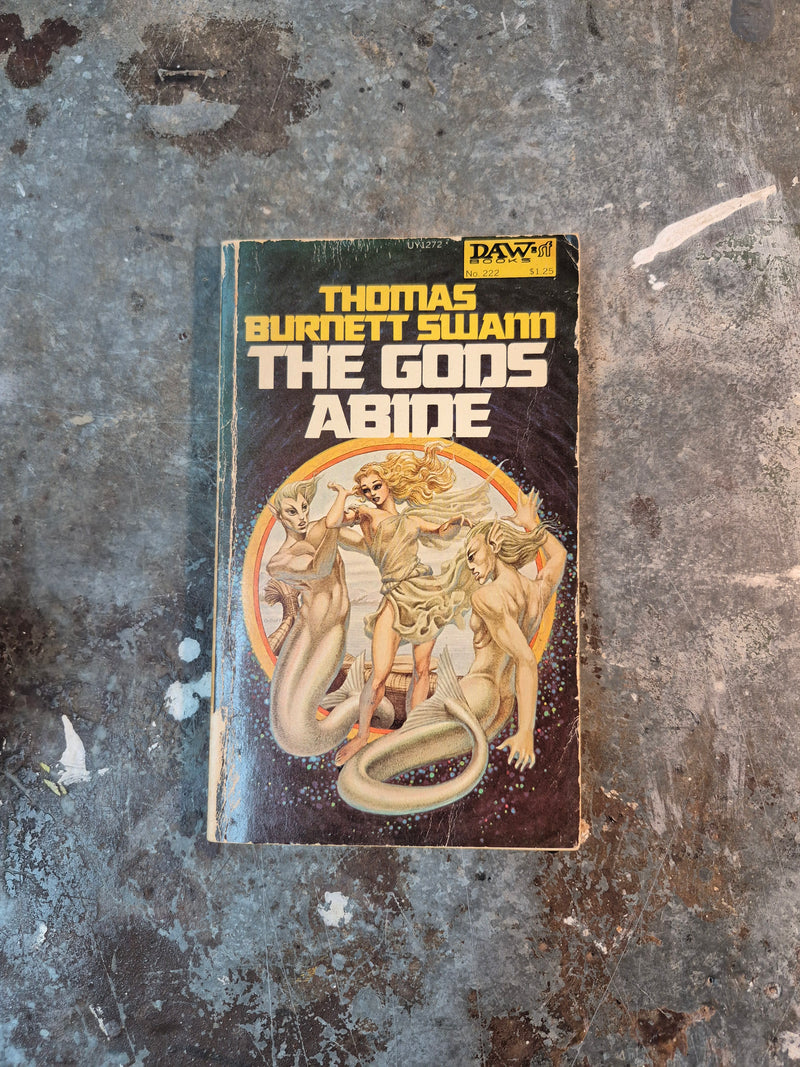 UY1272
DAW=sf
BOOKS
No. 222 $1.25
THOMAS
BURNETT SWANN
THE GODS
ABIDE